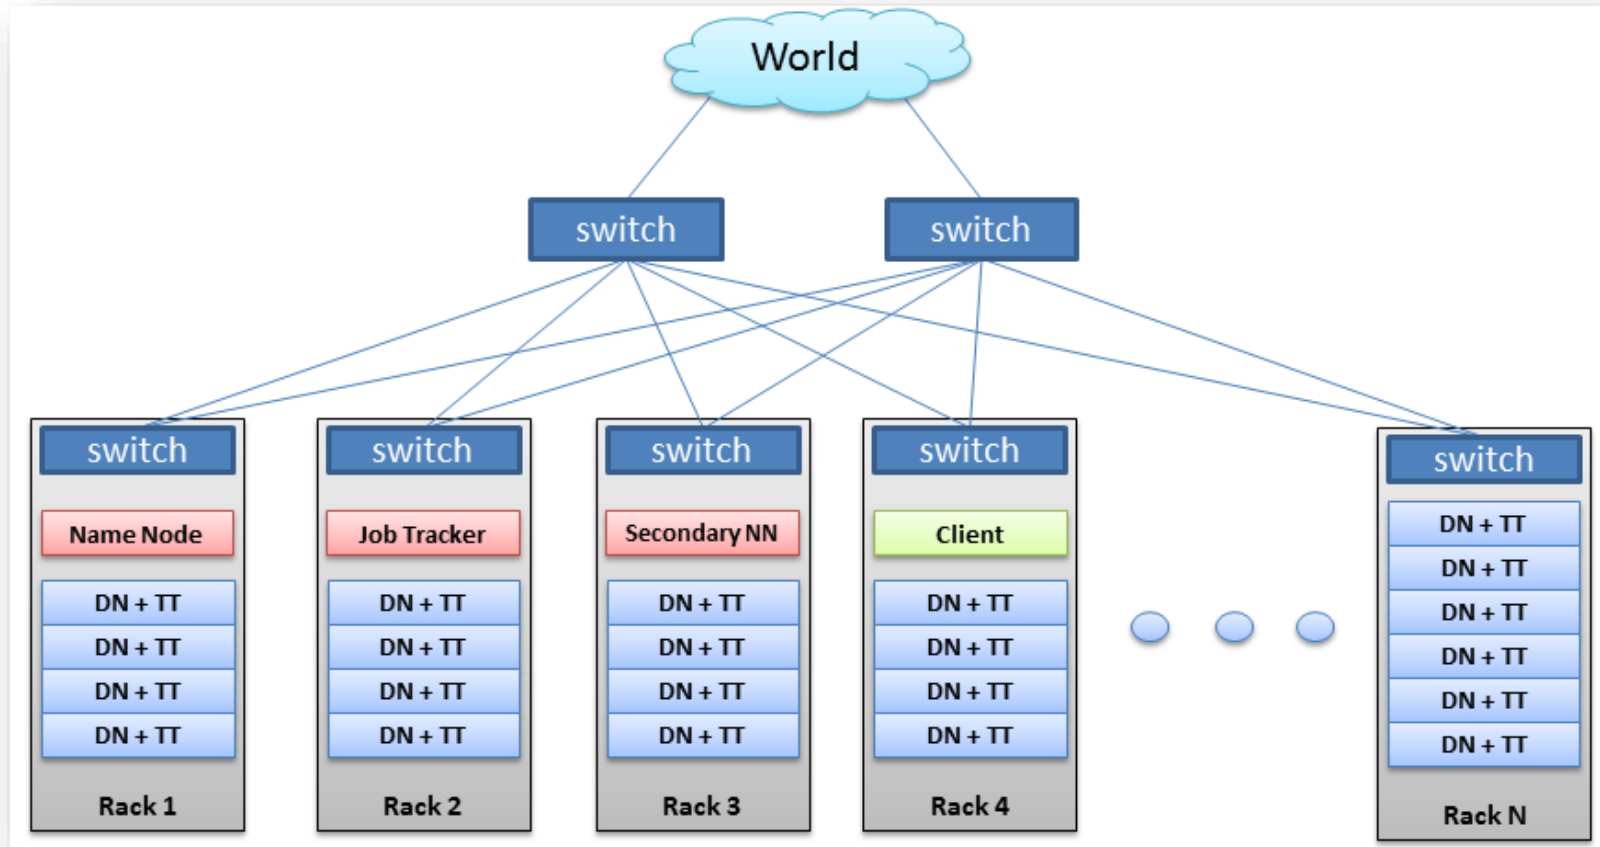 World
switch
switch
switch
Name Node
DN + TT
DN + TT
DN + TT
DN + TT
Rack 1
switch
Job Tracker
DN + TT
DN + TT
DN + TT
DN + TT
Rack 2
switch
Secondary NN
DN + TT
DN + TT
DN + TT
DN + TT
Rack 3
switch
Client
DN + TT
DN + TT
DN + TT
DN + TT
Rack 4
switch
DN + TT
DN + TT
DN + TT
DN + TT
DN + TT
DN + TT
Rack N